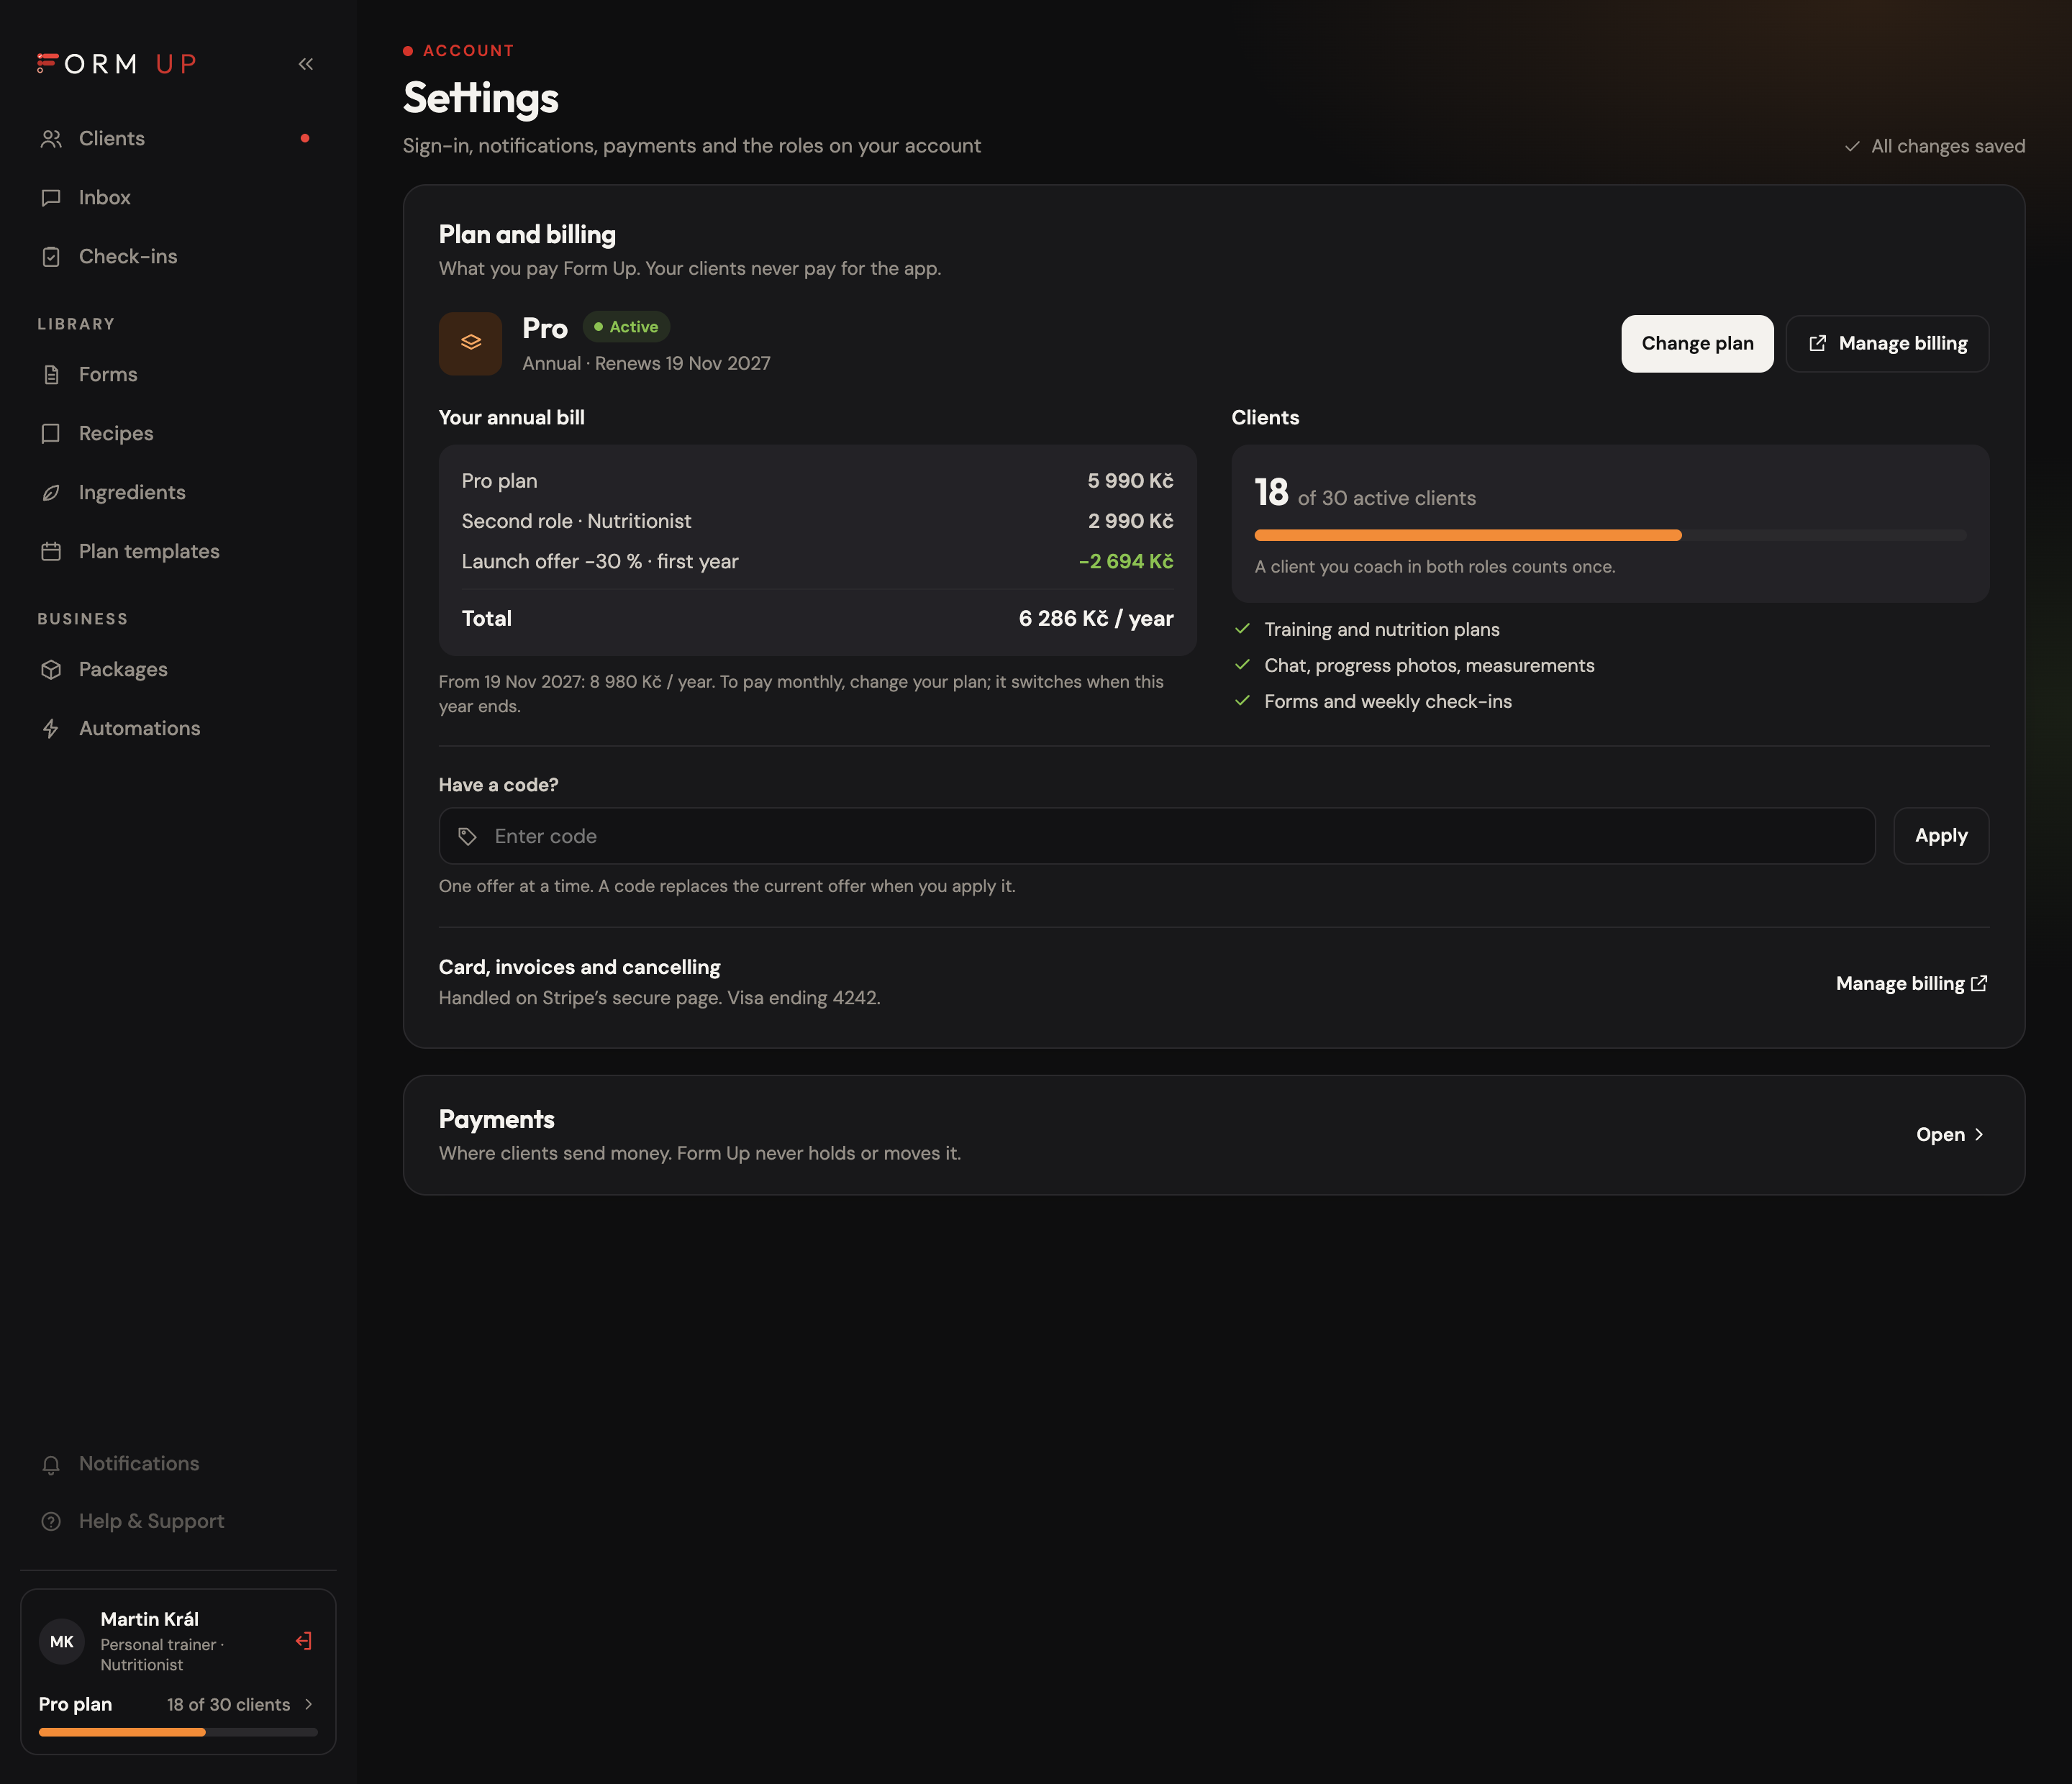 FORM UP
Clients
Inbox
Check-ins
LIBRARY
Forms
Recipes
Ingredients
Plan templates
BUSINESS
Packages
Automations
Notifications
Help & Support
MK
Martin Král
Personal trainer ·
Nutritionist
Pro plan 18 of 30 clients
ACCOUNT
Settings
Sign-in, notifications, payments and the roles on your account
All changes saved
Plan and billing
What you pay Form Up. Your clients never pay for the app.
Pro Active
Annual · Renews 19 Nov 2027
Change plan
Manage billing
Your annual bill
Pro plan 5 990 Kč
Second role · Nutritionist 2 990 Kč
Launch offer −30 % · first year −2 694 Kč
Total 6 286 Kč / year
From 19 Nov 2027: 8 980 Kč / year. To pay monthly, change your plan; it switches when this
year ends.
Clients
18 of 30 active clients
A client you coach in both roles counts once.
Training and nutrition plans
Chat, progress photos, measurements
Forms and weekly check-ins
Have a code?
Enter code
Apply
One offer at a time. A code replaces the current offer when you apply it.
Card, invoices and cancelling
Handled on Stripe’s secure page. Visa ending 4242.
Manage billing
Payments
Where clients send money. Form Up never holds or moves it.
Open